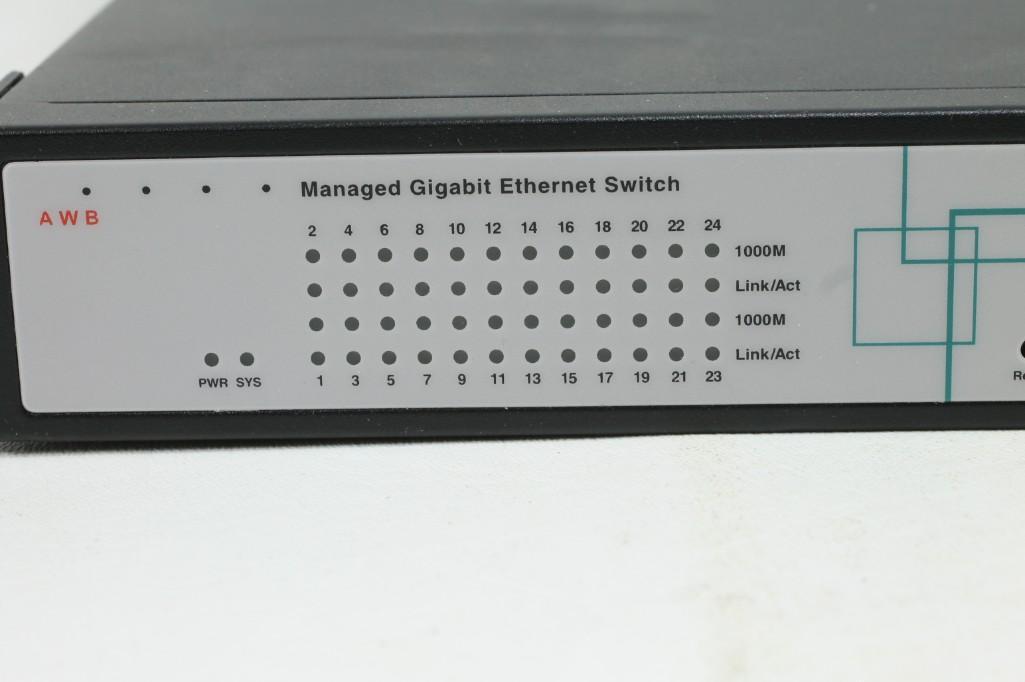 Managed Gigabit Ethernet Switch
AWB
2 4 6 8 10 12 14 16 18 20 22 24
1000M
Link/Act
1000M
Link/Act
PWR SYS
1 3 5 7 9 11 13 15 17 19 21 23